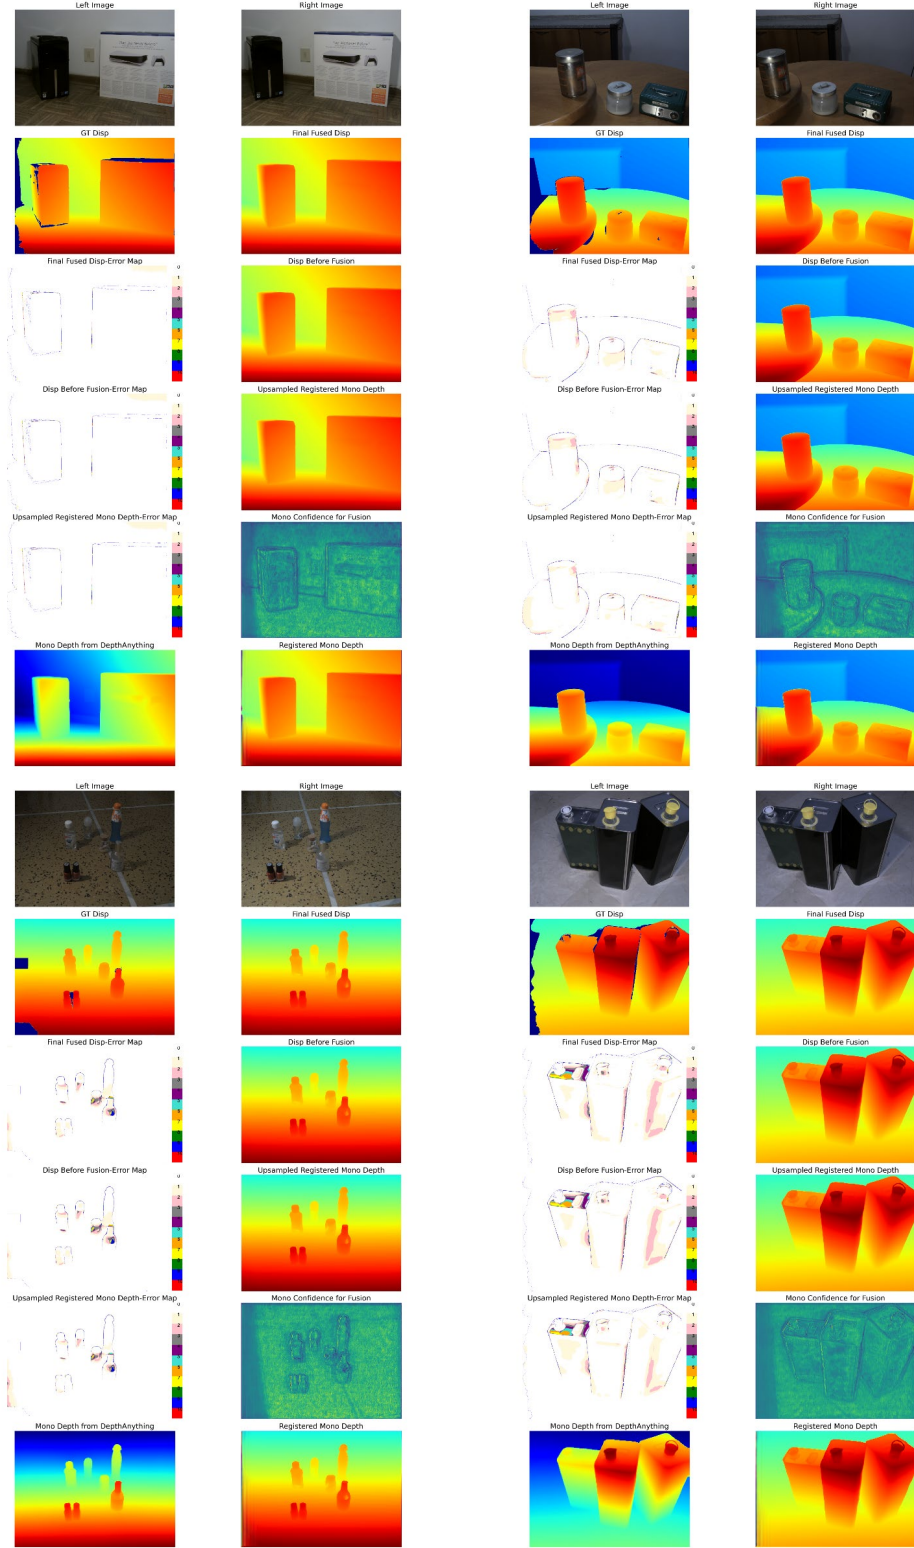 Left Image
Right Image
Left Image
Right Image
GT Disp
Final Fused Disp
GT Disp
Final Fused Disp
Final Fused Disp-Error Map
Disp Before Fusion
Final Fused Disp-Error Map
Disp Before Fusion
Disp Before Fusion-Error Map
Upsampled Registered Mono Depth
Disp Before Fusion-Error Map
Upsampled Registered Mono Depth
Upsampled Registered Mono Depth-Error Map
Mono Confidence for Fusion
Upsampled Registered Mono Depth-Error Map
Mono Confidence for Fusion
Mono Depth from DepthAnything
Registered Mono Depth
Mono Depth from DepthAnything
Registered Mono Depth
Left Image
Right Image
Left Image
Right Image
GT Disp
Final Fused Disp
GT Disp
Final Fused Disp
Final Fused Disp-Error Map
Disp Before Fusion
Final Fused Disp-Error Map
Disp Before Fusion
Disp Before Fusion-Error Map
Upsampled Registered Mono Depth
Disp Before Fusion-Error Map
Upsampled Registered Mono Depth
Upsampled Registered Mono Depth-Error Map
Mono Confidence for Fusion
Upsampled Registered Mono Depth-Error Map
Mono Confidence for Fusion
Mono Depth from DepthAnything
Registered Mono Depth
Mono Depth from DepthAnything
Registered Mono Depth